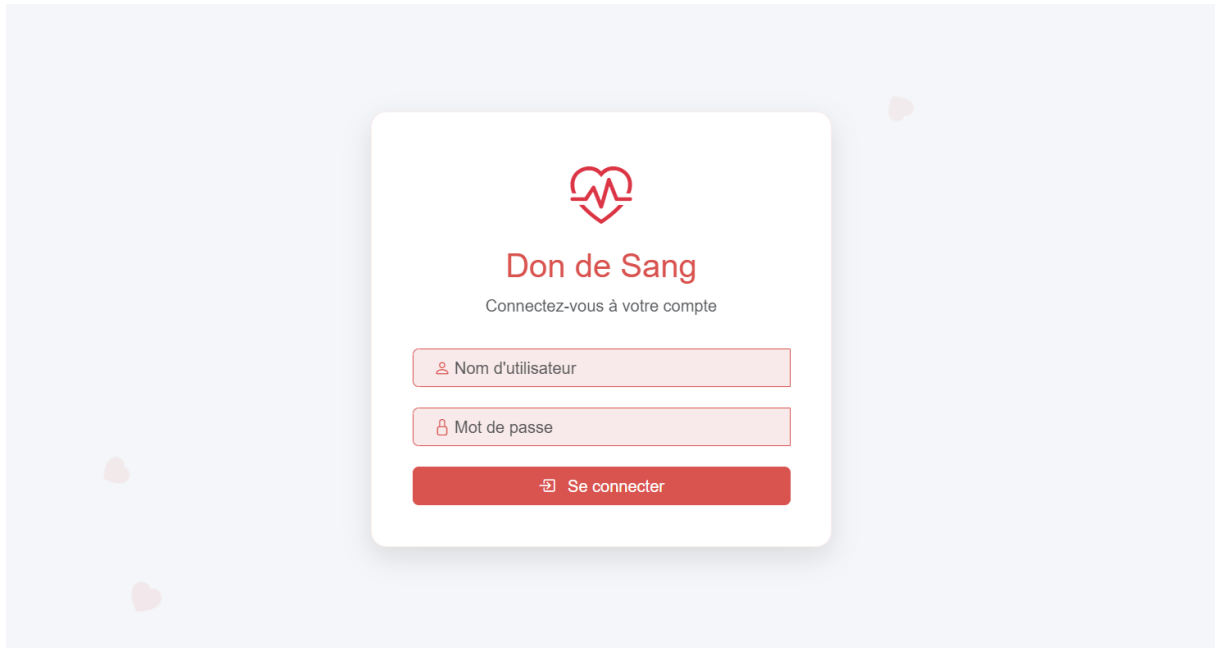 Don de Sang
Connectez-vous à votre compte
Nom d'utilisateur
Mot de passe
Se connecter